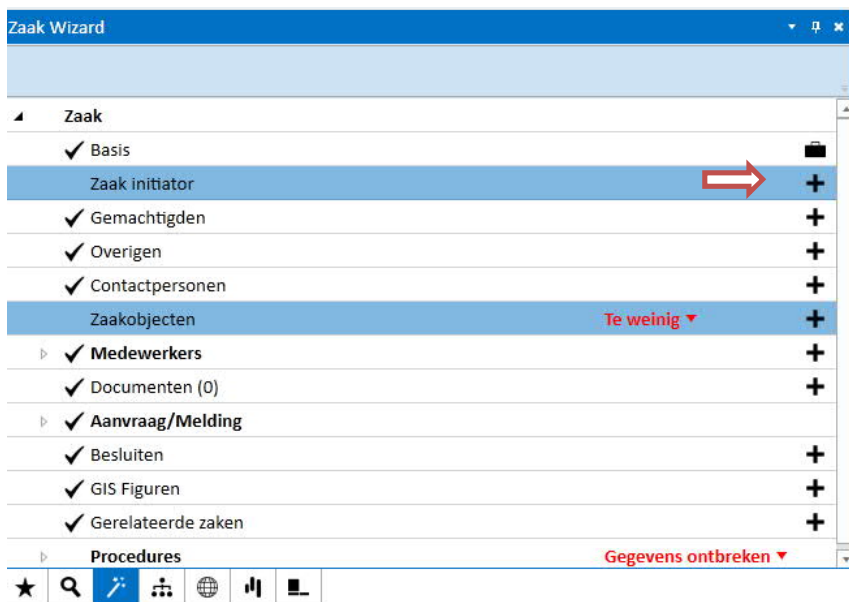 Zaak Wizard
Zaak
Basis
Zaak initiator
Gemachtigden
Overigen
Contactpersonen
Zaakobjecten Te weinig
Medewerkers
Documenten (0)
Aanvraag/Melding
Besluiten
GIS Figuren
Gerelateerde zaken
Procedures Gegevens ontbreken